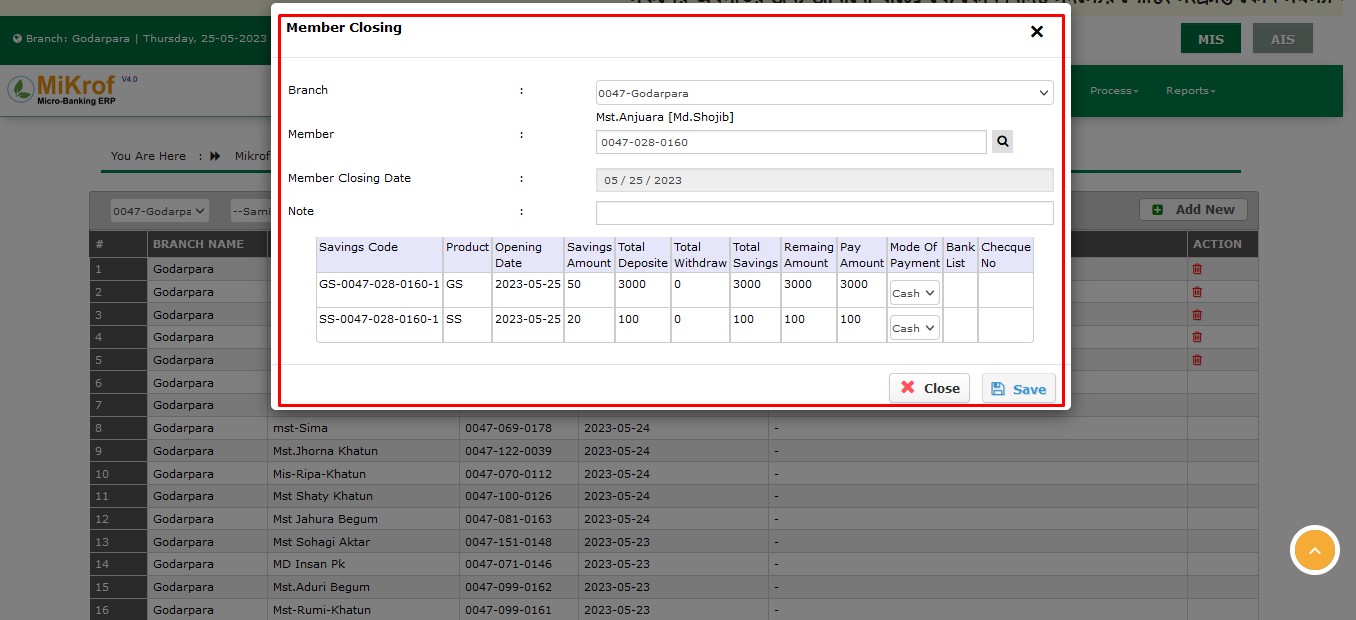 Branch: Godarpara | Thursday, 25-05-2023
MIS
AIS
MiKrof V4.0
Micro-Banking ERP
Process
Reports
You Are Here : Mikrof
0047-Godarpa
Add New
# BRANCH NAME ACTION
Member Closing
Branch : 0047-Godarpara
Mst.Anjuara [Md.Shojib]
Member : 0047-028-0160
Member Closing Date : 05 / 25 / 2023
Note :
Savings Code Product Opening Date Savings Amount Total Deposite Total Withdraw Total Savings Remaing Amount Pay Amount Mode Of Payment Bank List Checque No
GS-0047-028-0160-1 GS 2023-05-25 50 3000 0 3000 3000 3000 Cash
SS-0047-028-0160-1 SS 2023-05-25 20 100 0 100 100 100 Cash
Close
Save
1 Godarpara
2 Godarpara
3 Godarpara
4 Godarpara
5 Godarpara
6 Godarpara
7 Godarpara
8 Godarpara mst-Sima 0047-069-0178 2023-05-24 -
9 Godarpara Mst.Jhorna Khatun 0047-122-0039 2023-05-24 -
10 Godarpara Mis-Ripa-Khatun 0047-070-0112 2023-05-24 -
11 Godarpara Mst Shaty Khatun 0047-100-0126 2023-05-24 -
12 Godarpara Mst Jahura Begum 0047-081-0163 2023-05-24 -
13 Godarpara Mst Sohagi Aktar 0047-151-0148 2023-05-23 -
14 Godarpara MD Insan Pk 0047-071-0146 2023-05-23 -
15 Godarpara Mst.Aduri Begum 0047-099-0162 2023-05-23 -
16 Godarpara Mst-Rumi-Khatun 0047-099-0161 2023-05-23 -